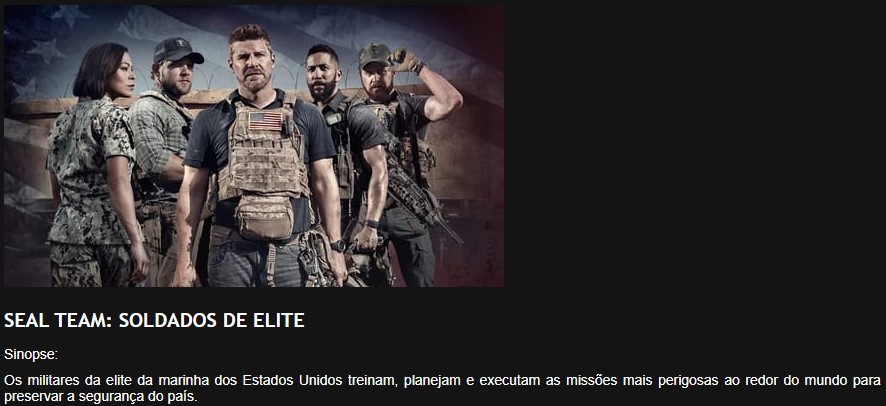 SEAL TEAM: SOLDADOS DE ELITE
Sinopse:
Os militares da elite da marinha dos Estados Unidos treinam, planejam e executam as missões mais perigosas ao redor do mundo para
preservar a segurança do país.